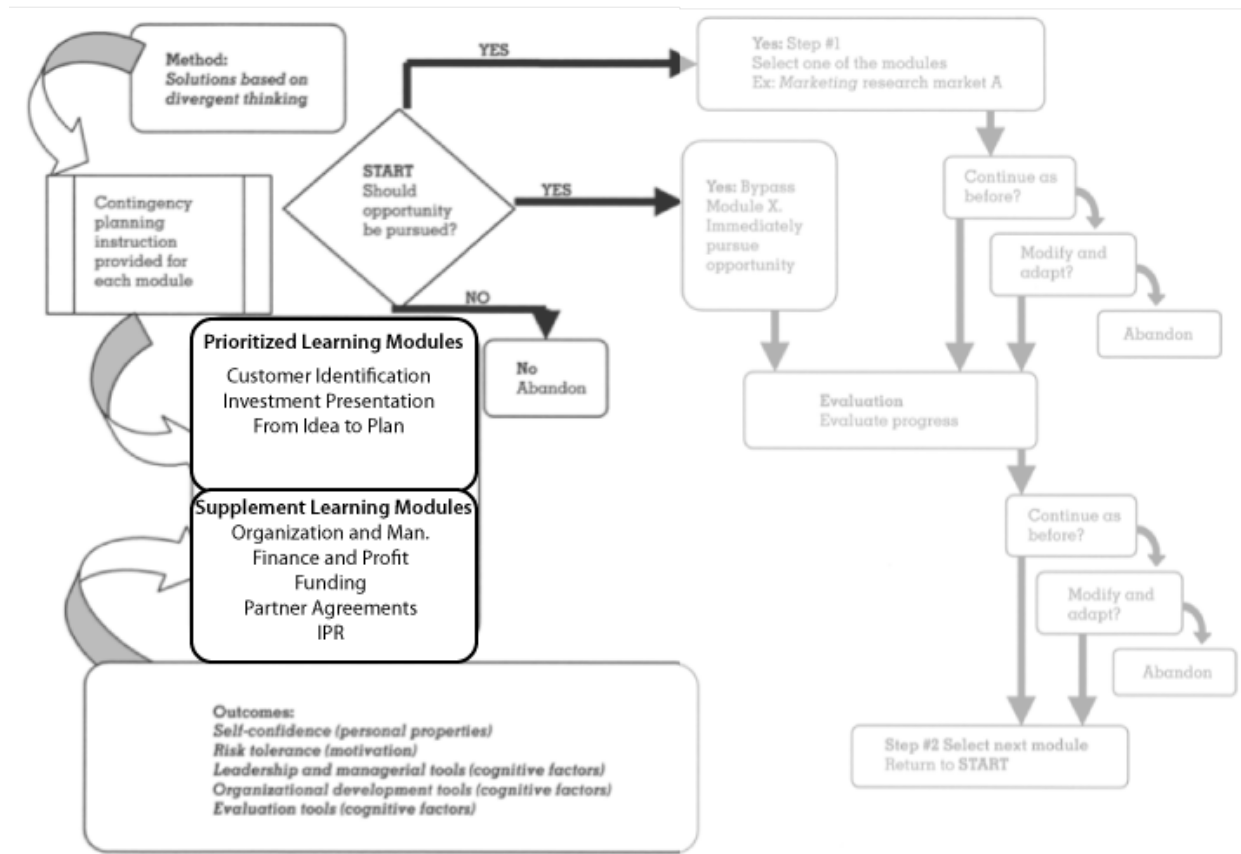 Method:
Solutions based on
divergent thinking
YES
Yes: Step #1
Select one of the modules
Ex: Marketing research market A
START
Should
opportunity
be pursued?
YES
Yes: Bypass
Module X.
Immediately
pursue
opportunity
Continue as
before?
Modify and
adapt?
Abandon
Contingency
planning
instruction
provided for
each module
NO
No
Abandon
Prioritized Learning Modules
Customer Identification
Investment Presentation
From Idea to Plan
Evaluation
Evaluate progress
Supplement Learning Modules
Organization and Man.
Finance and Profit
Funding
Partner Agreements
IPR
Continue as
before?
Modify and
adapt?
Abandon
Outcomes:
Self-confidence (personal properties)
Risk tolerance (motivation)
Leadership and managerial tools (cognitive factors)
Organizational development tools (cognitive factors)
Evaluation tools (cognitive factors)
Step #2 Select next module
Return to START